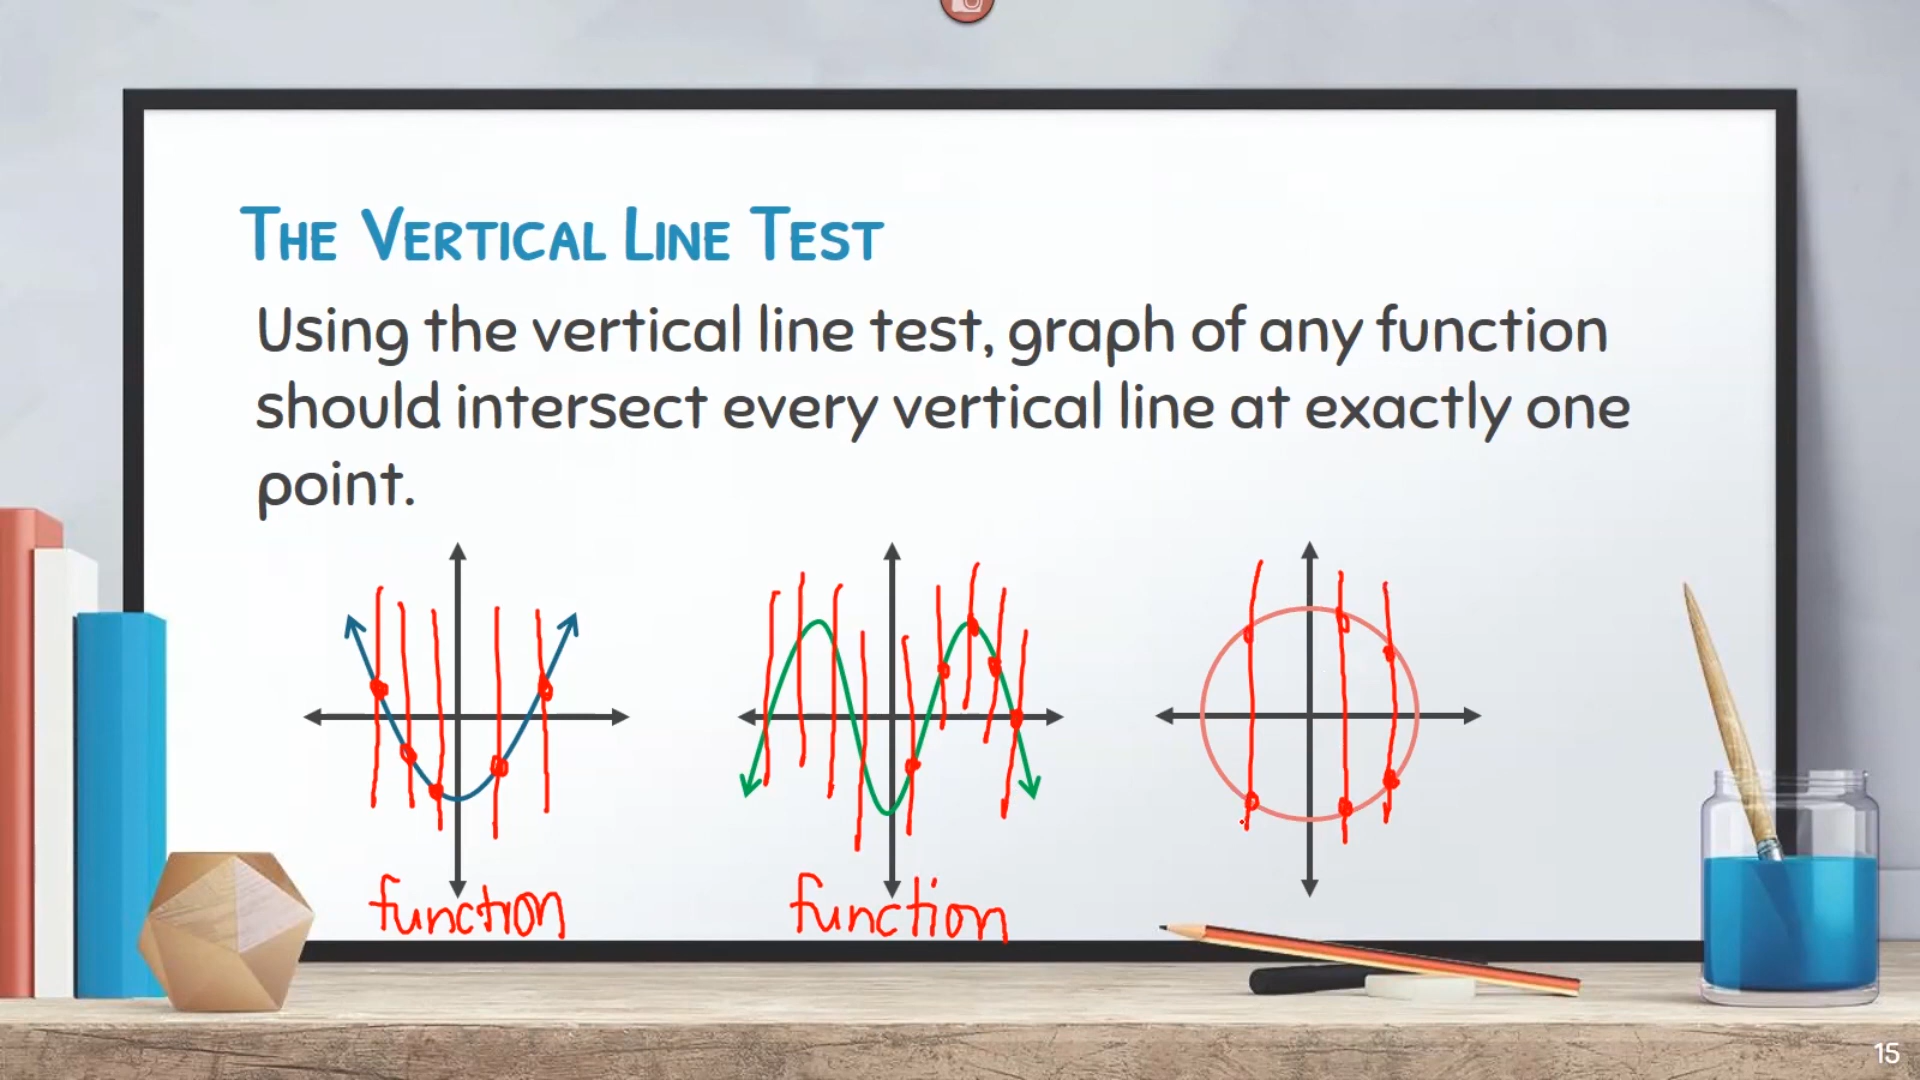 The Vertical Line Test
Using the vertical line test, graph of any function
should intersect every vertical line at exactly one
point.
function
function
15